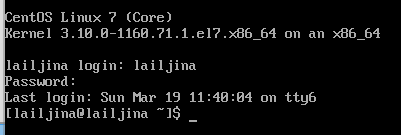 CentOS Linux 7 (Core)
Kernel 3.10.0-1160.71.1.el7.x86_64 on an x86_64
lailjina login: lailjina
Password:
Last login: Sun Mar 19 11:40:04 on tty6
[lailjina@lailjina ~]$ _